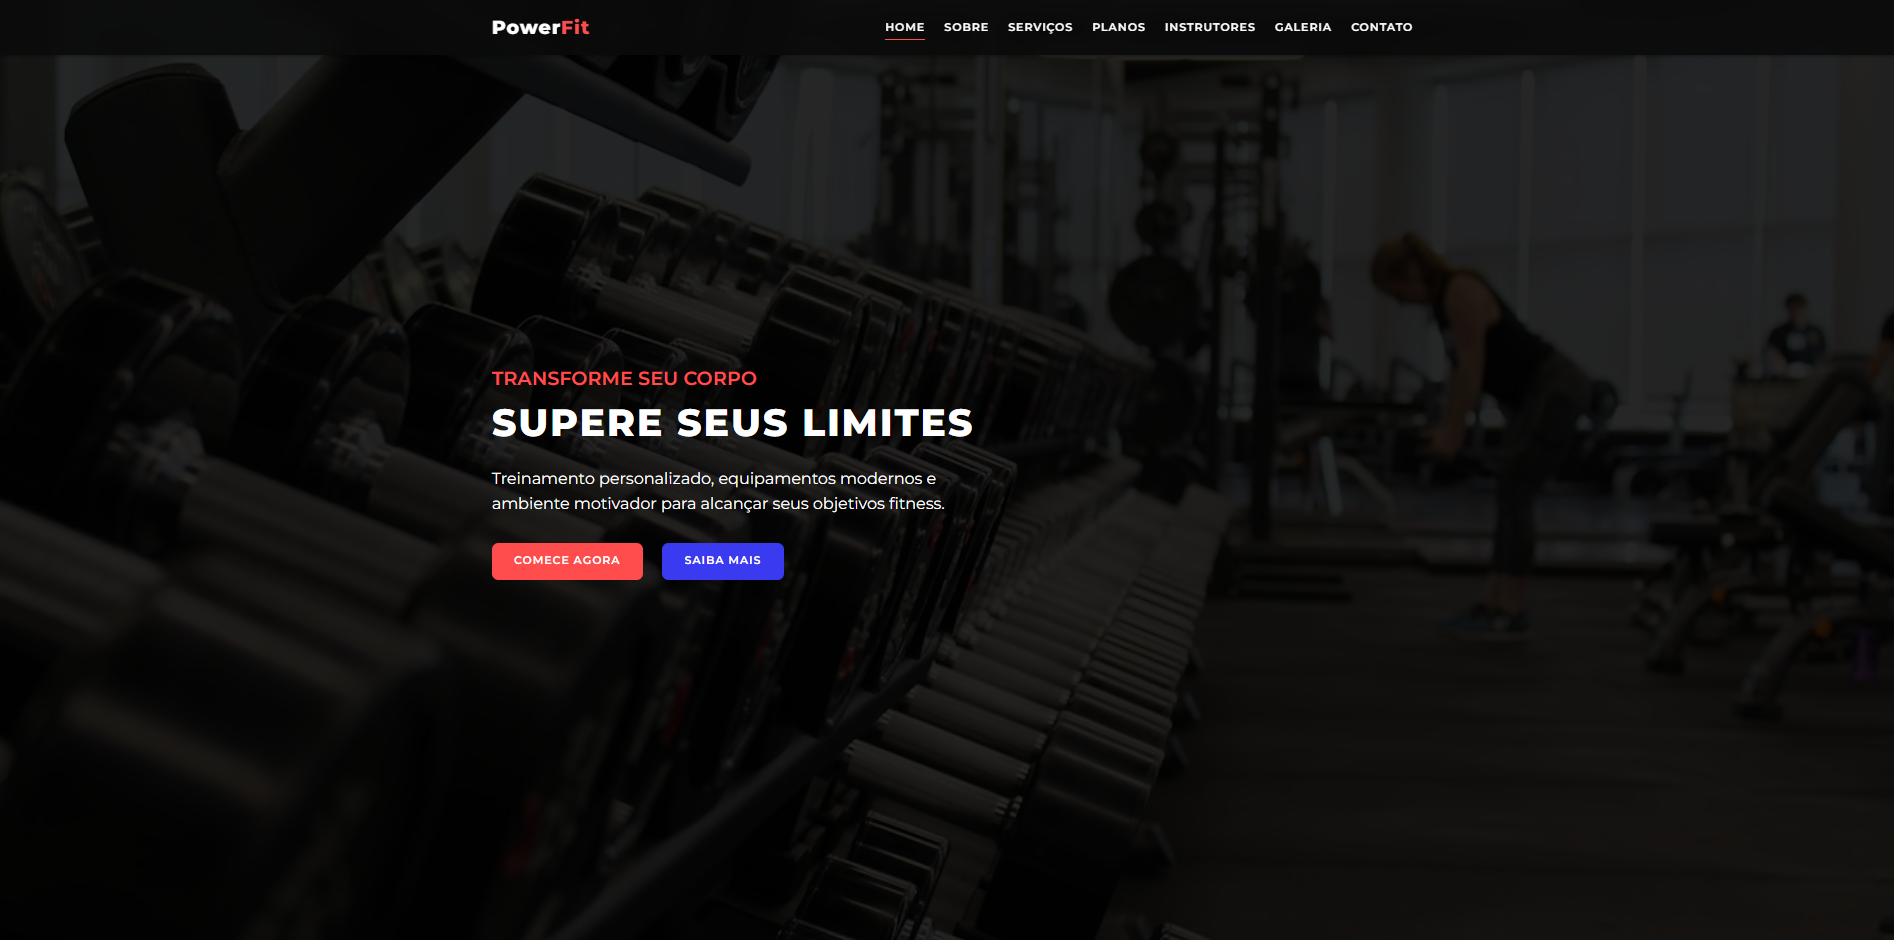 PowerFit
HOME SOBRE SERVIÇOS PLANOS INSTRUTORES GALERIA CONTATO
TRANSFORME SEU CORPO
SUPERE SEUS LIMITES
Treinamento personalizado, equipamentos modernos e
ambiente motivador para alcançar seus objetivos fitness.
COMECE AGORA
SAIBA MAIS